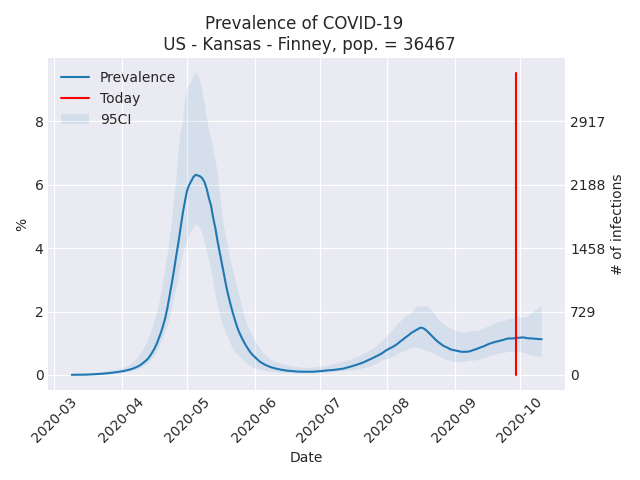 Prevalence of COVID-19
US - Kansas - Finney, pop. = 36467
Prevalence
Today
95CI
8
6
4
2
0
%
2917
2188
1458
729
0
# of infections
2020-03
2020-04
2020-05
2020-06
2020-07
2020-08
2020-09
2020-10
Date